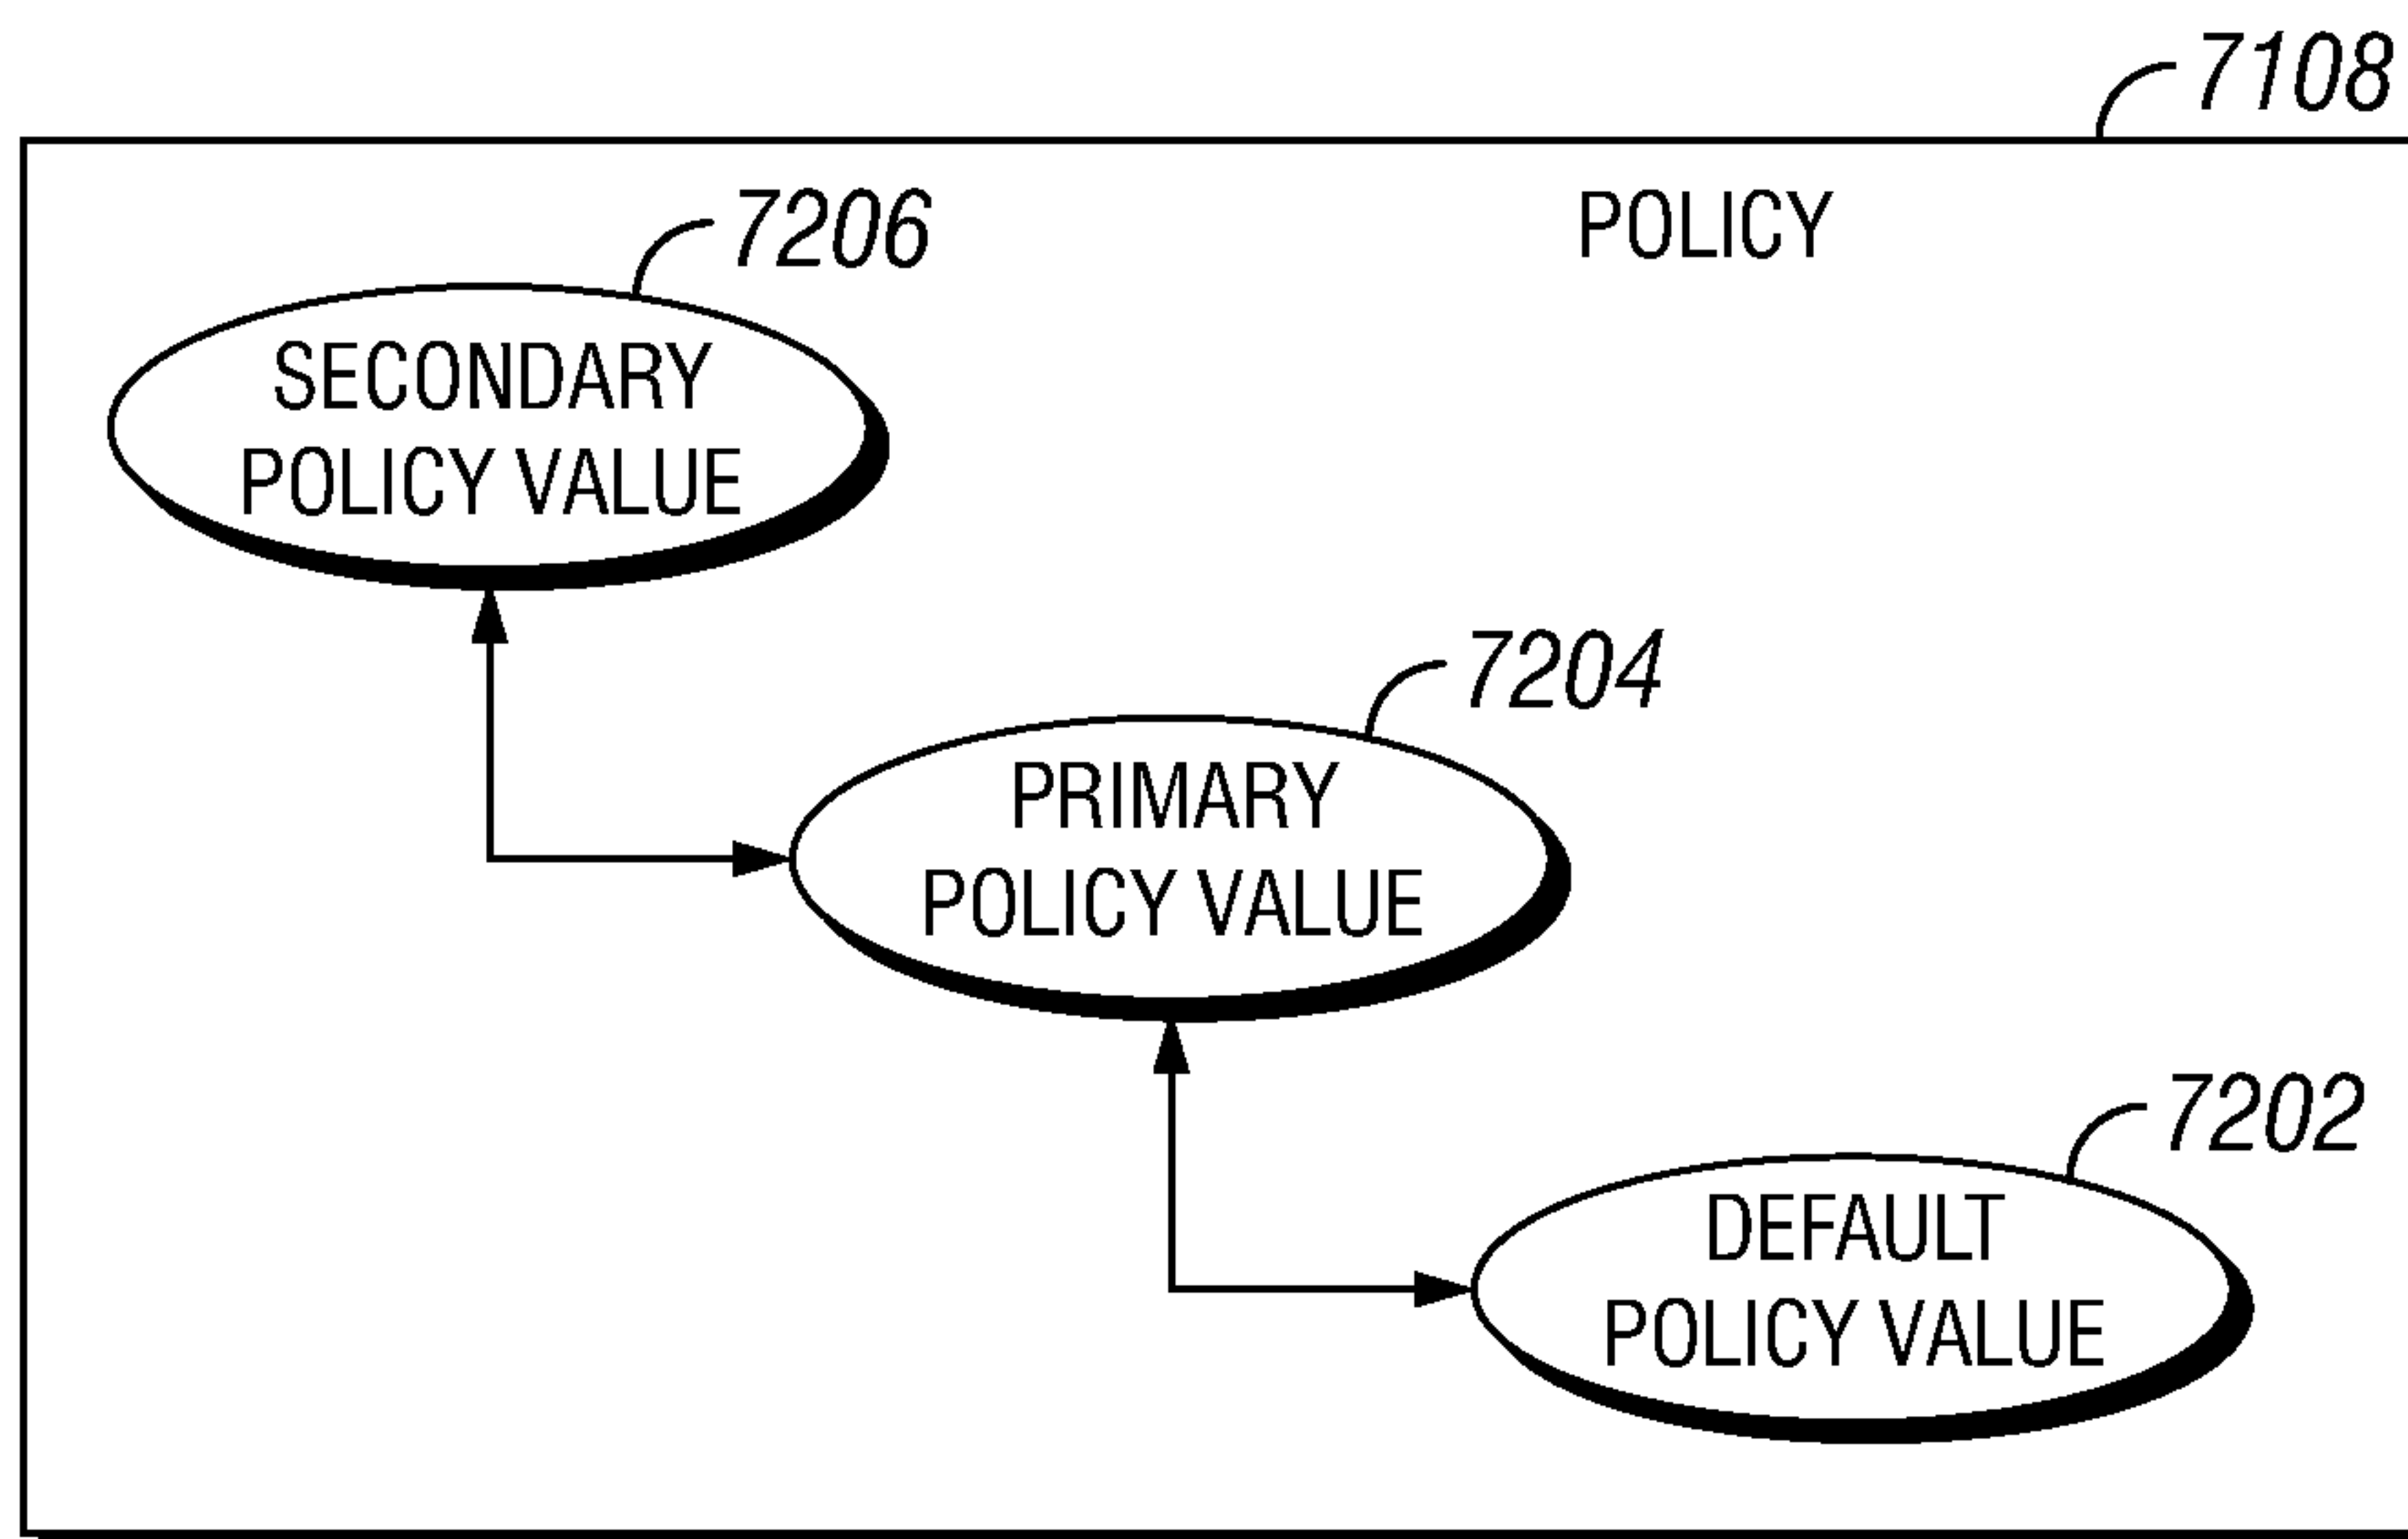 7108
POLICY
7206
SECONDARY
POLICY VALUE
7204
PRIMARY
POLICY VALUE
7202
DEFAULT
POLICY VALUE